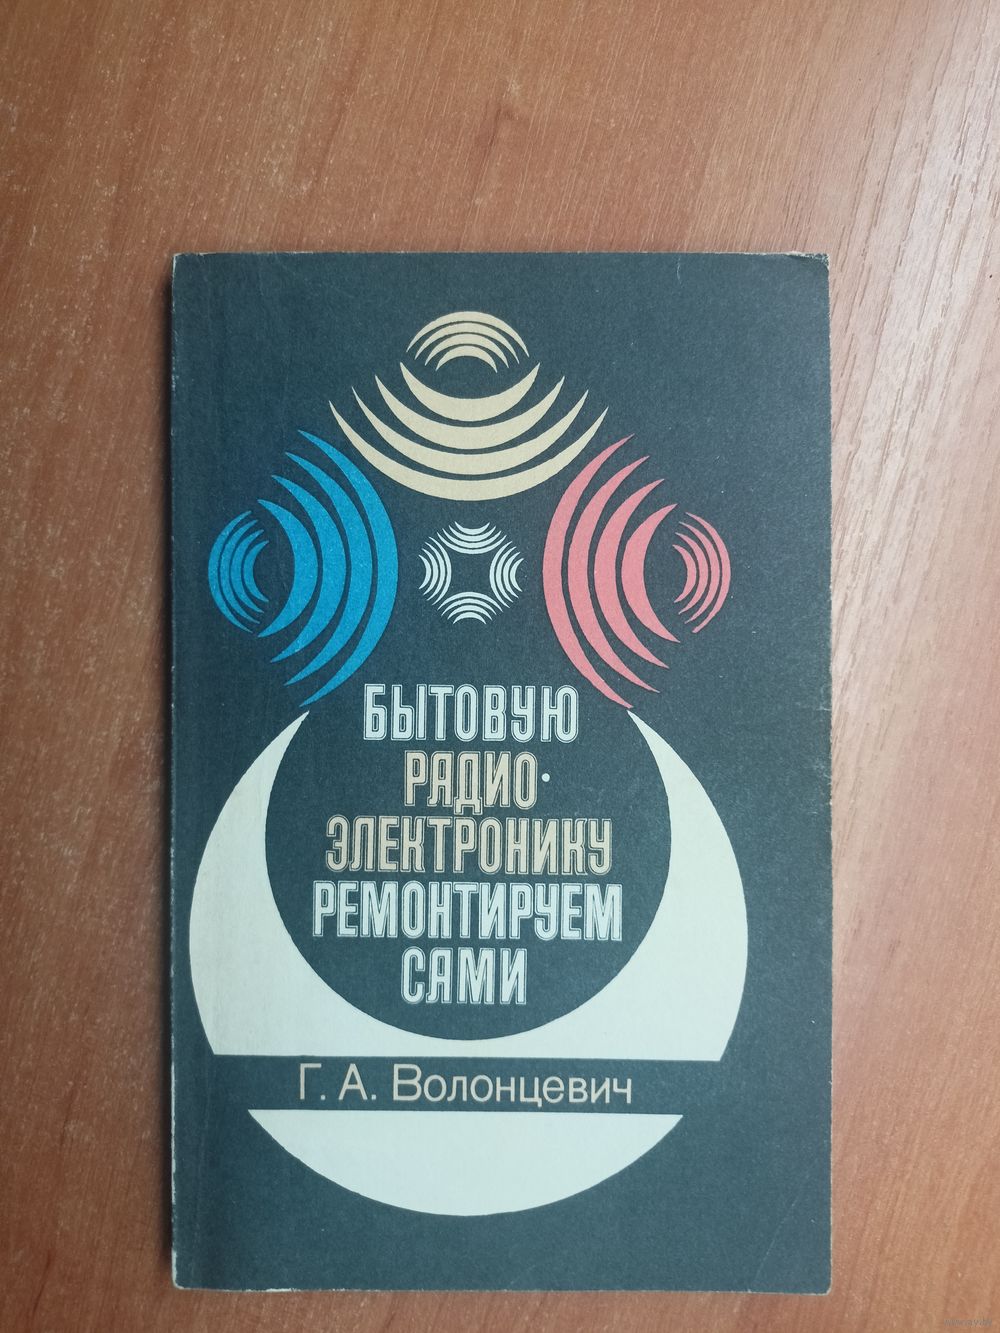 БЫТОВУЮ
РАДИО-
ЭЛЕКТРОНИКУ
РЕМОНТИРУЕМ
САМИ
Г. А. Волонцевич